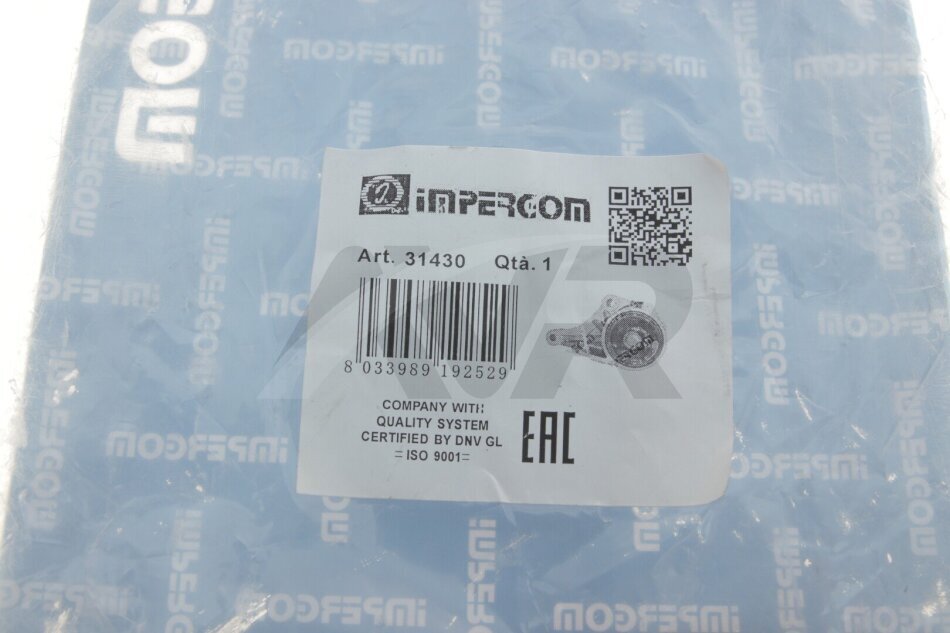 IMPERGOM
Art. 31430 Qtà. 1
8 033989 192529
COMPANY WITH
QUALITY SYSTEM
CERTIFIED BY DNV GL
=ISO 9001=
EAC